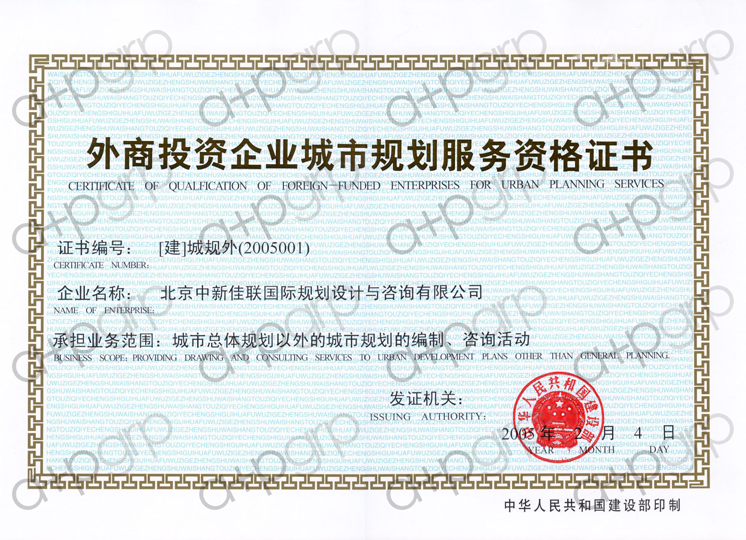 外商投资企业城市规划服务资格证书
CERTIFICATE OF QUALFICATION OF FOREIGN-FUNDED ENTERPRISES FOR URBAN PLANNING SERVICES
证书编号： [建]城规外(2005001)
CERTIFICATE NUMBER:
企业名称： 北京中新佳联国际规划设计与咨询有限公司
NAME OF ENTERPRISE:
承担业务范围：城市总体规划以外的城市规划的编制、咨询活动
BUSINESS SCOPE: PROVIDING DRAWING AND CONSULTING SERVICES TO URBAN DEVELOPMENT PLANS OTHER THAN GENERAL PLANNING.
发证机关：
ISSUING AUTHORITY:
中华人民共和国建设部
2005 年 2 月 4 日
YEAR MONTH DAY
中华人民共和国建设部印制
a+pgrp